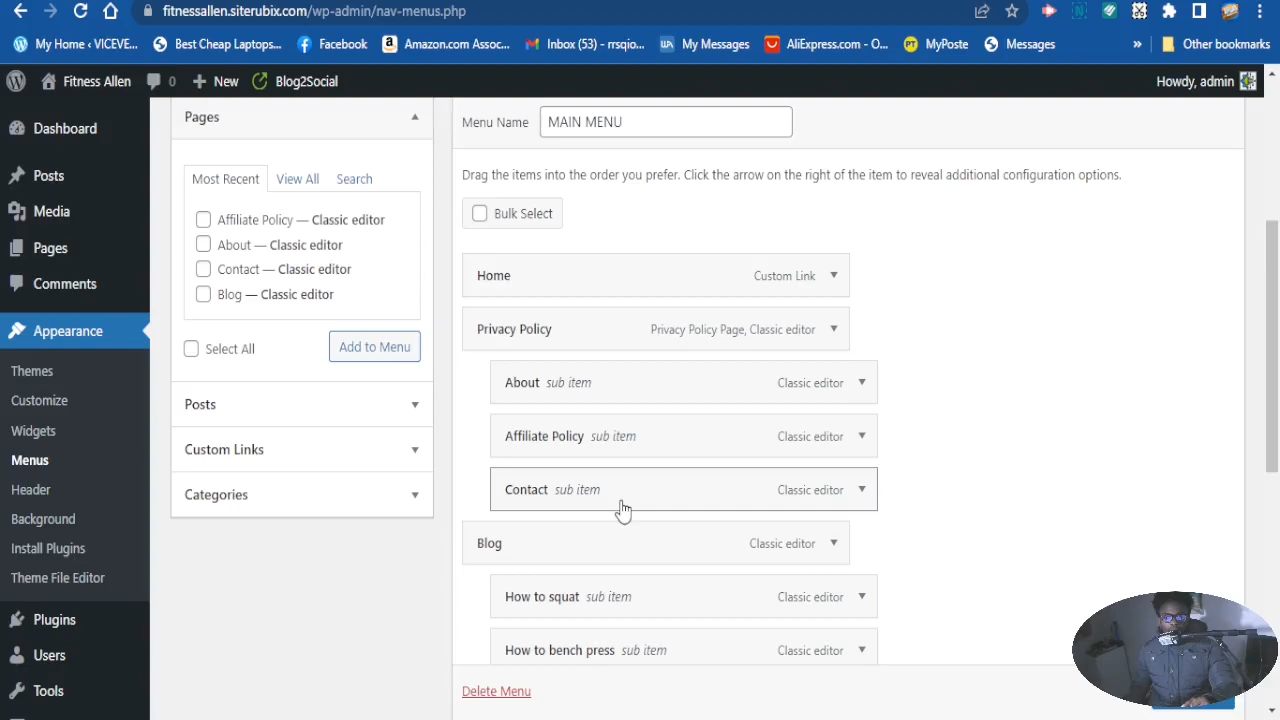 fitnessallen.siterubix.com/wp-admin/nav-menus.php
My Home ‹ VICEVE... Best Cheap Laptops... Facebook Amazon.com Assoc... Inbox (53) - rrsqio... My Messages AliExpress.com - O... MyPoste Messages » Other bookmarks
Fitness Allen 0 New Blog2Social Howdy, admin
Dashboard
Posts
Media
Pages
Comments
Appearance
Themes
Customize
Widgets
Menus
Header
Background
Install Plugins
Theme File Editor
Plugins
Users
Tools
Pages
Most Recent View All Search
Affiliate Policy — Classic editor
About — Classic editor
Contact — Classic editor
Blog — Classic editor
Select All Add to Menu
Posts
Custom Links
Categories
Menu Name MAIN MENU
Drag the items into the order you prefer. Click the arrow on the right of the item to reveal additional configuration options.
Bulk Select
Home Custom Link
Privacy Policy Privacy Policy Page, Classic editor
About sub item Classic editor
Affiliate Policy sub item Classic editor
Contact sub item Classic editor
Blog Classic editor
How to squat sub item Classic editor
How to bench press sub item Classic editor
Delete Menu